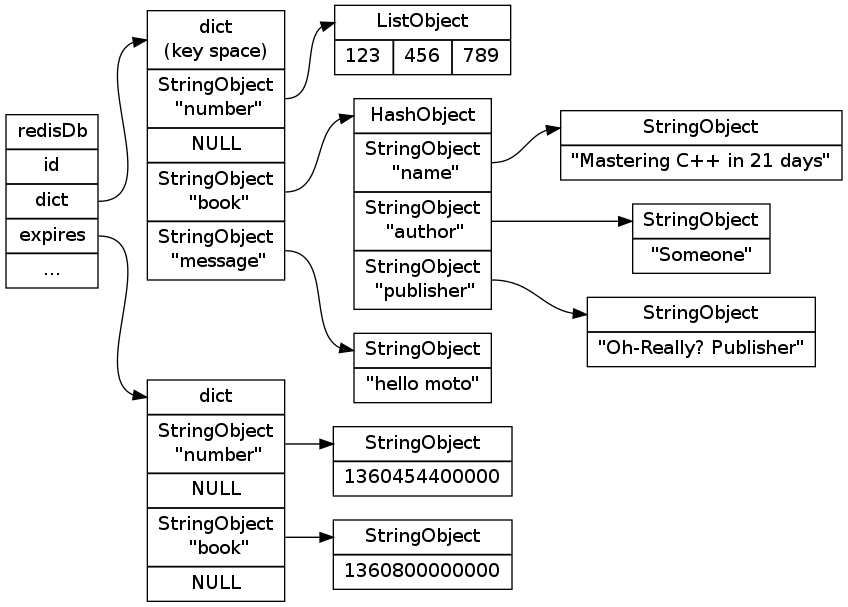 redisDb
id
dict
expires
...
dict
(key space)
StringObject
"number"
NULL
StringObject
"book"
StringObject
"message"
ListObject
123 456 789
HashObject
StringObject
"name"
StringObject
"author"
StringObject
"publisher"
StringObject
"Mastering C++ in 21 days"
StringObject
"Someone"
StringObject
"Oh-Really? Publisher"
StringObject
"hello moto"
dict
StringObject
"number"
NULL
StringObject
"book"
NULL
StringObject
1360454400000
StringObject
1360800000000